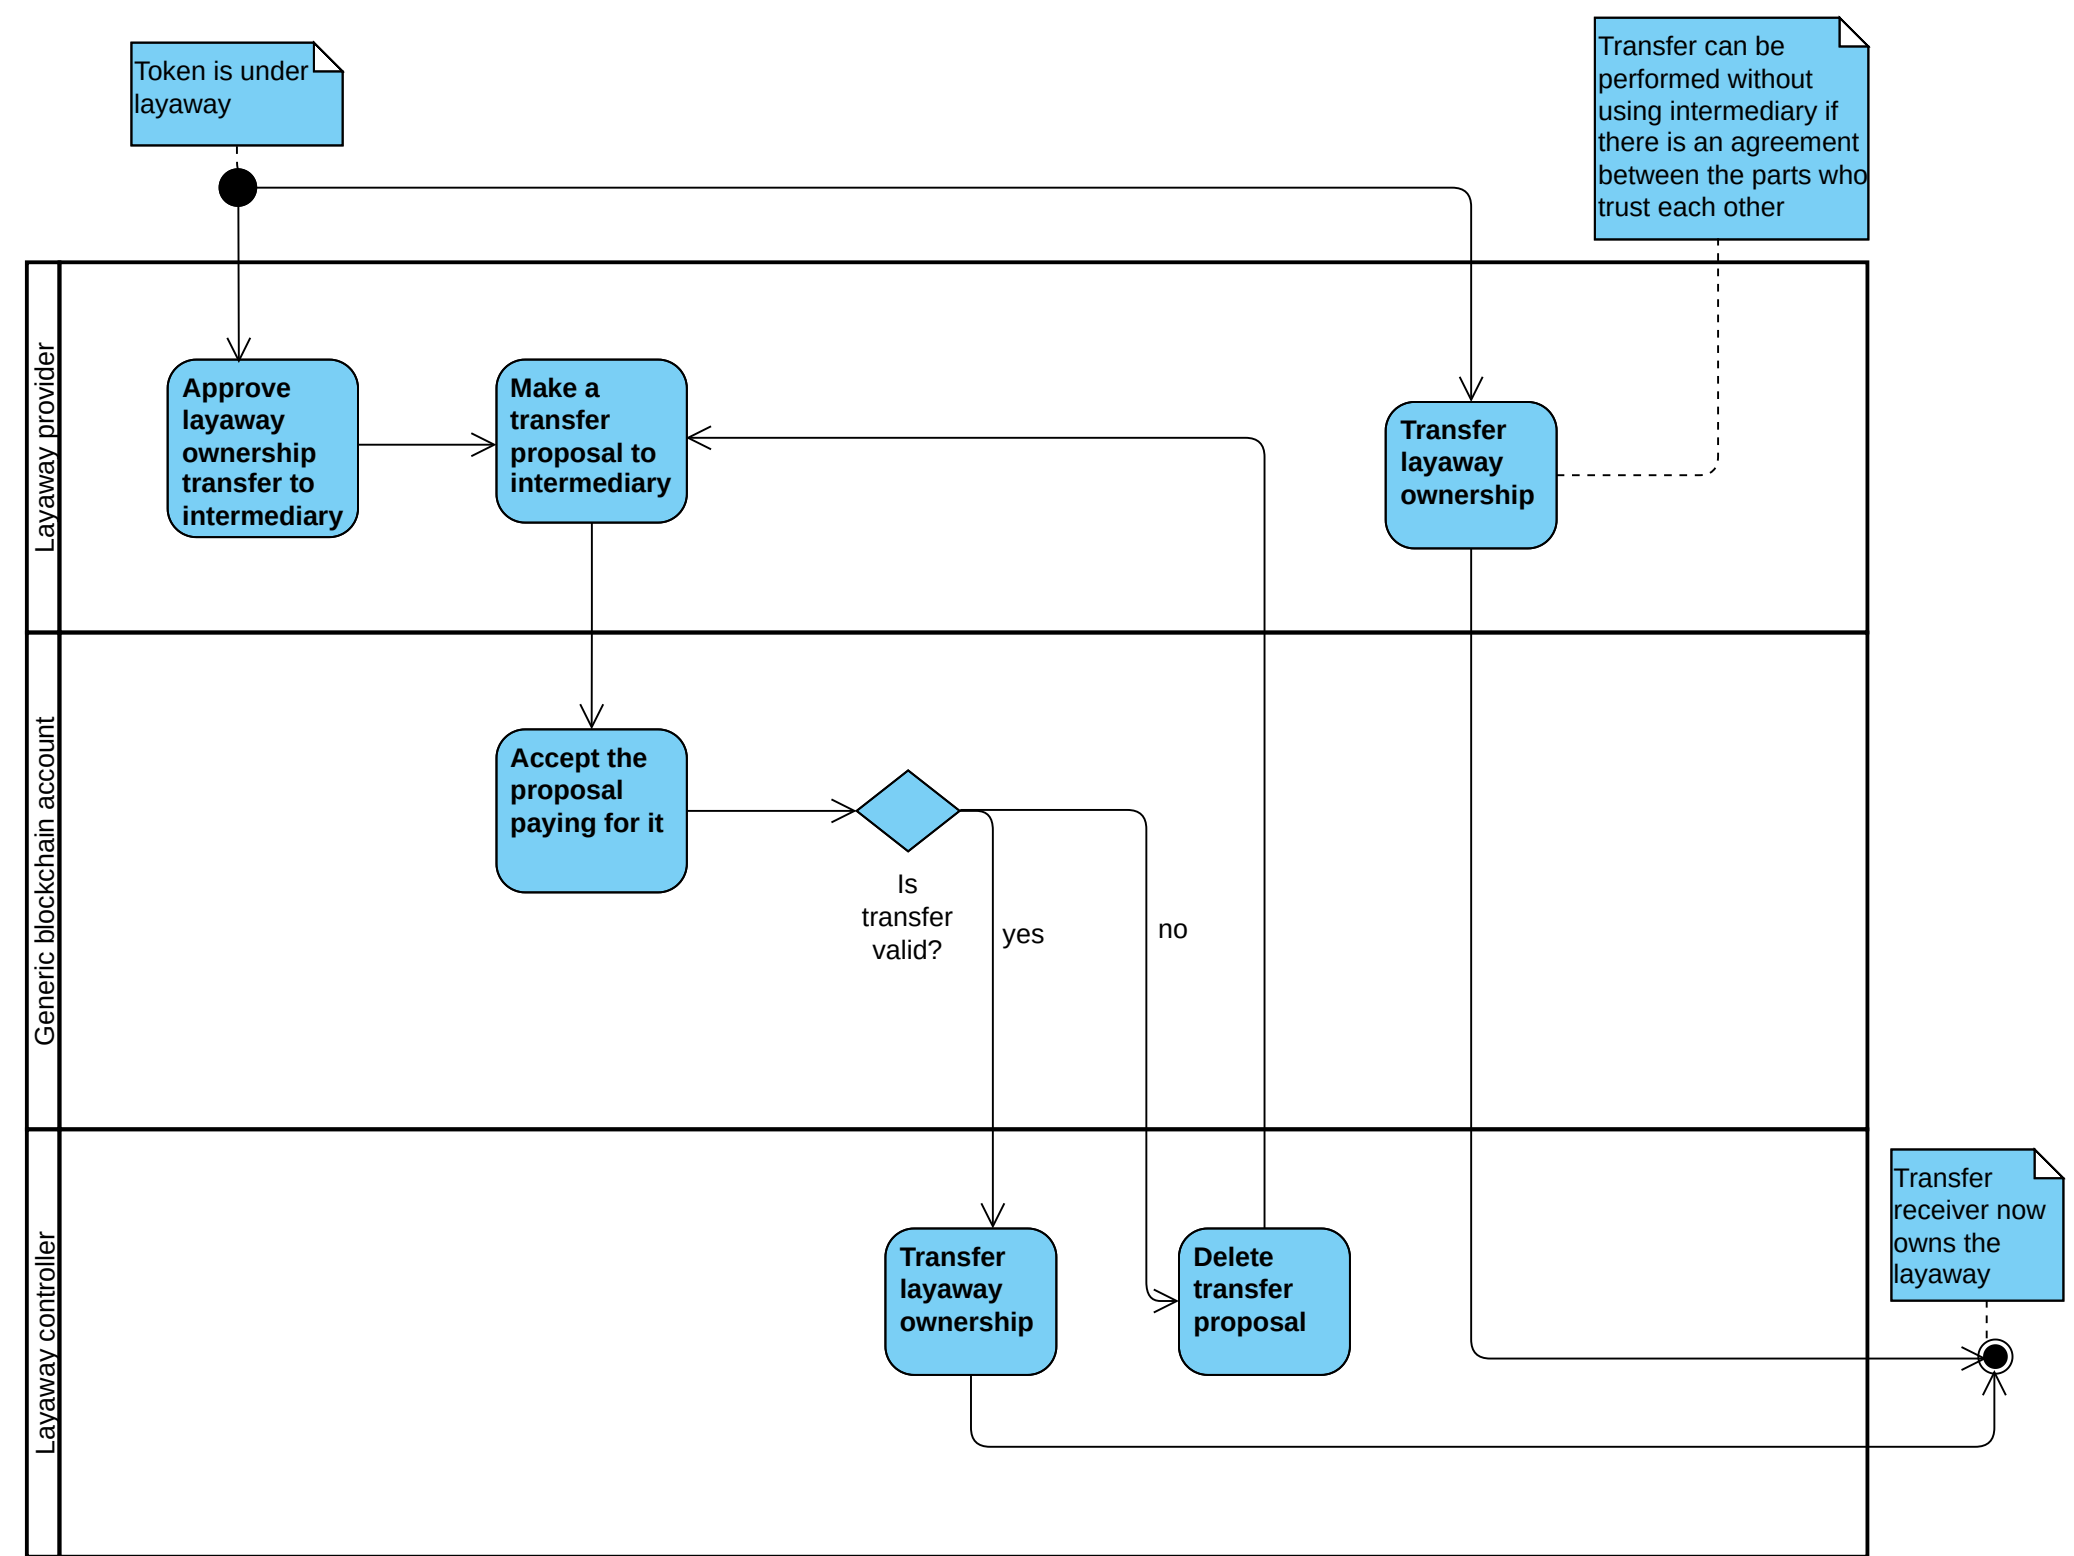 Token is under
layaway
Transfer can be
performed without
using intermediary if
there is an agreement
between the parts who
trust each other
Layaway provider
Approve
layaway
ownership
transfer to
intermediary
Make a
transfer
proposal to
intermediary
Transfer
layaway
ownership
Generic blockchain account
Accept the
proposal
paying for it
Is
transfer
valid?
yes
no
Layaway controller
Transfer
layaway
ownership
Delete
transfer
proposal
Transfer
receiver now
owns the
layaway